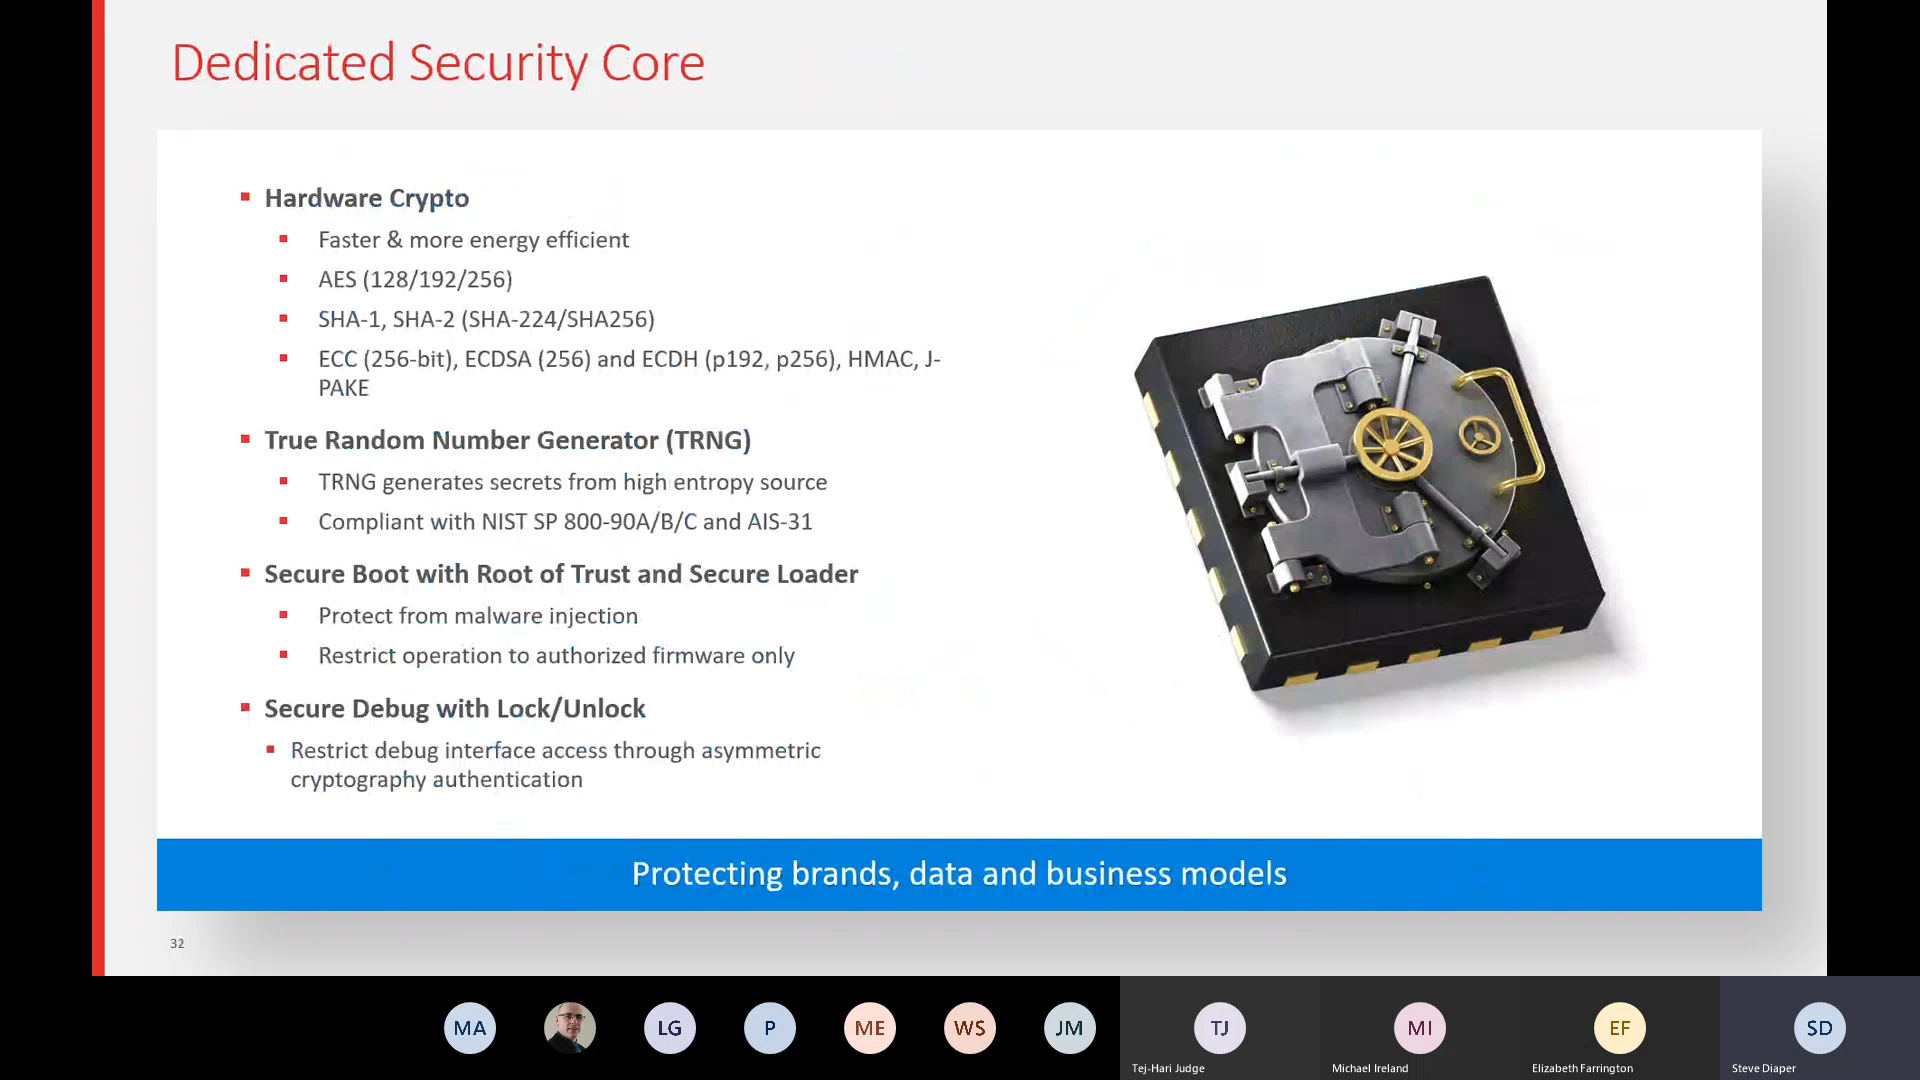 Dedicated Security Core
Hardware Crypto
Faster & more energy efficient
AES (128/192/256)
SHA-1, SHA-2 (SHA-224/SHA256)
ECC (256-bit), ECDSA (256) and ECDH (p192, p256), HMAC, J-
PAKE
True Random Number Generator (TRNG)
TRNG generates secrets from high entropy source
Compliant with NIST SP 800-90A/B/C and AIS-31
Secure Boot with Root of Trust and Secure Loader
Protect from malware injection
Restrict operation to authorized firmware only
Secure Debug with Lock/Unlock
Restrict debug interface access through asymmetric
cryptography authentication
Protecting brands, data and business models
32
MA LG P ME WS JM TJ MI EF SD
Tej-Hari Judge Michael Ireland Elizabeth Farrington Steve Diaper